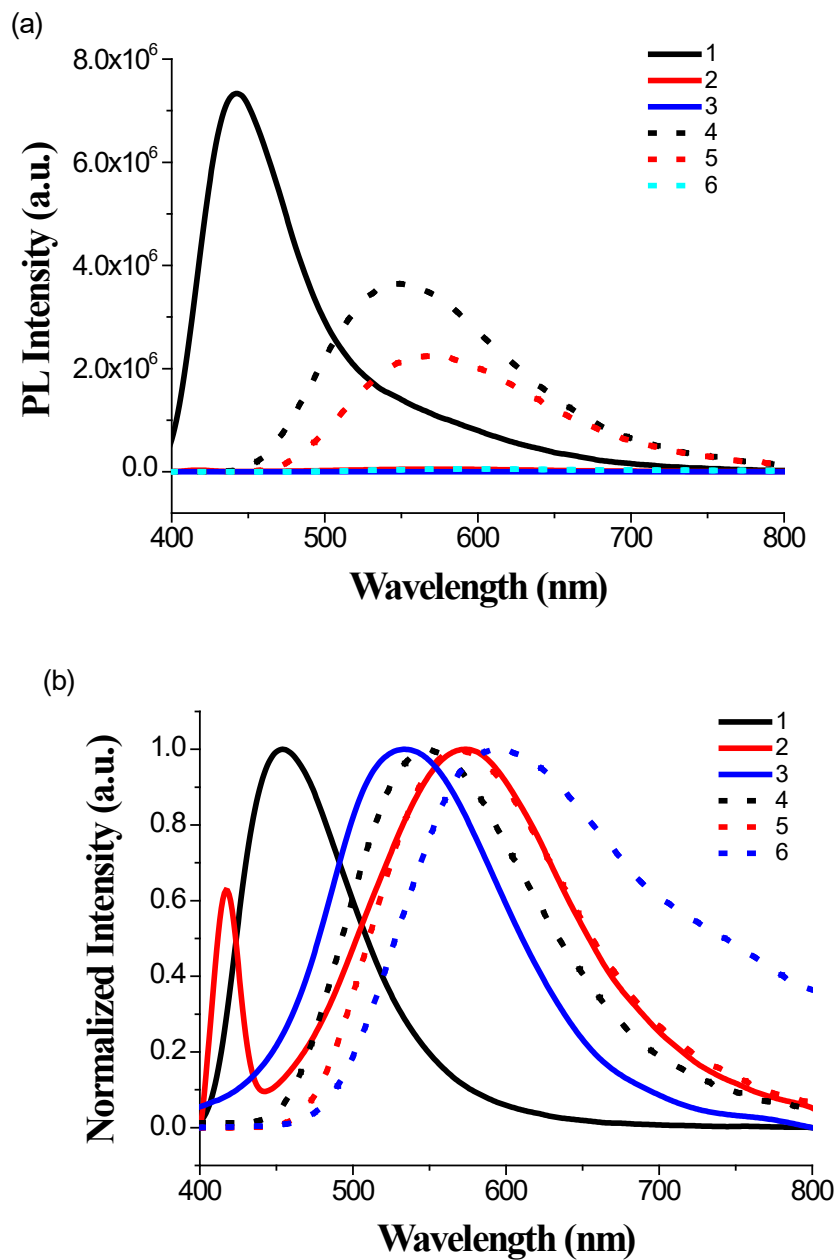 (a)
8.0x10⁶
6.0x10⁶
4.0x10⁶
2.0x10⁶
0.0
PL Intensity (a.u.)
1
2
3
4
5
6
400 500 600 700 800
Wavelength (nm)
(b)
1.0
0.8
0.6
0.4
0.2
0.0
Normalized Intensity (a.u.)
1
2
3
4
5
6
400 500 600 700 800
Wavelength (nm)